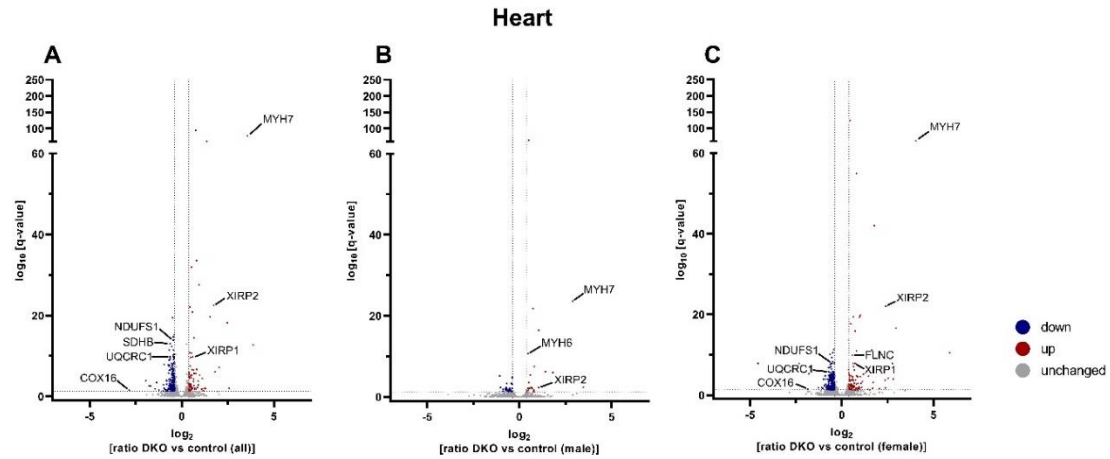 Heart
A
250
200
150
100
60
40
20
0
log10 [q-value]
MYH7
XIRP2
NDUFS1
SDHB
UQCRC1
XIRP1
COX16
-5
0
5
log2
[ratio DKO vs control (all)]
B
250
200
150
100
60
40
20
0
log10 [q-value]
MYH7
MYH6
XIRP2
-5
0
5
log2
[ratio DKO vs control (male)]
C
250
200
150
100
60
40
20
0
log10 [q-value]
MYH7
XIRP2
NDUFS1
FLNC
UQCRC1
XIRP1
COX16
-5
0
5
log2
[ratio DKO vs control (female)]
down
up
unchanged